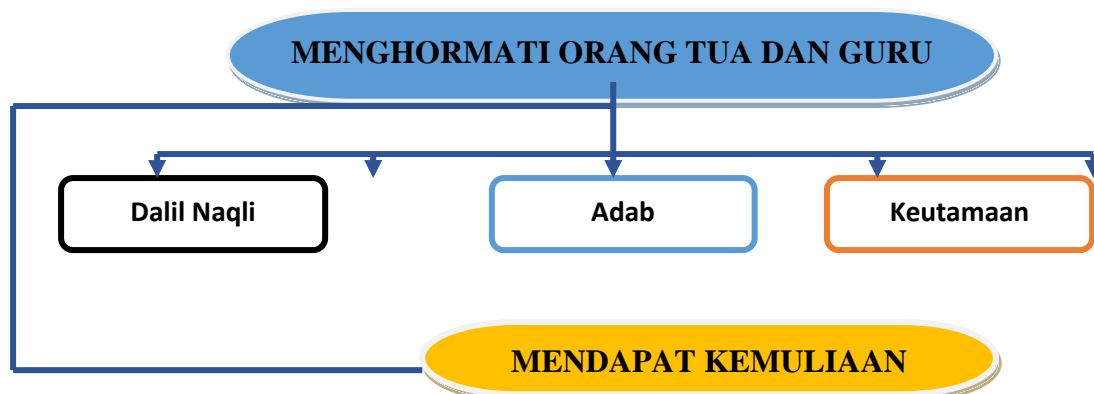 MENGHORMATI ORANG TUA DAN GURU
Dalil Naqli
Adab
Keutamaan
MENDAPAT KEMULIAAN